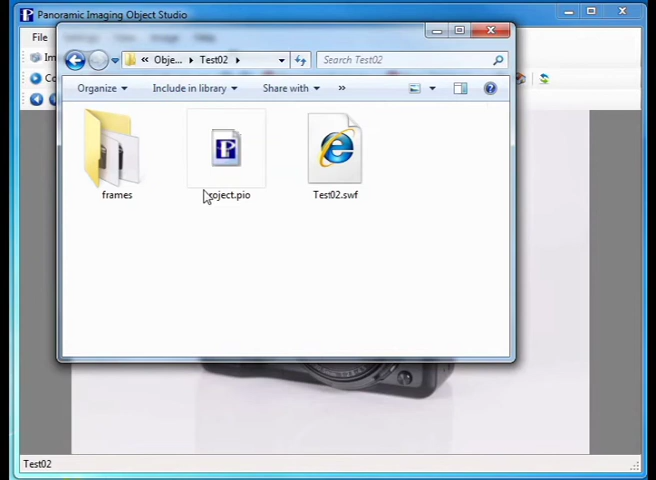 Panoramic Imaging Object Studio
File
Obje...
Test02
Search Test02
Organize
Include in library
Share with
»
frames
project.pio
Test02.swf
Test02